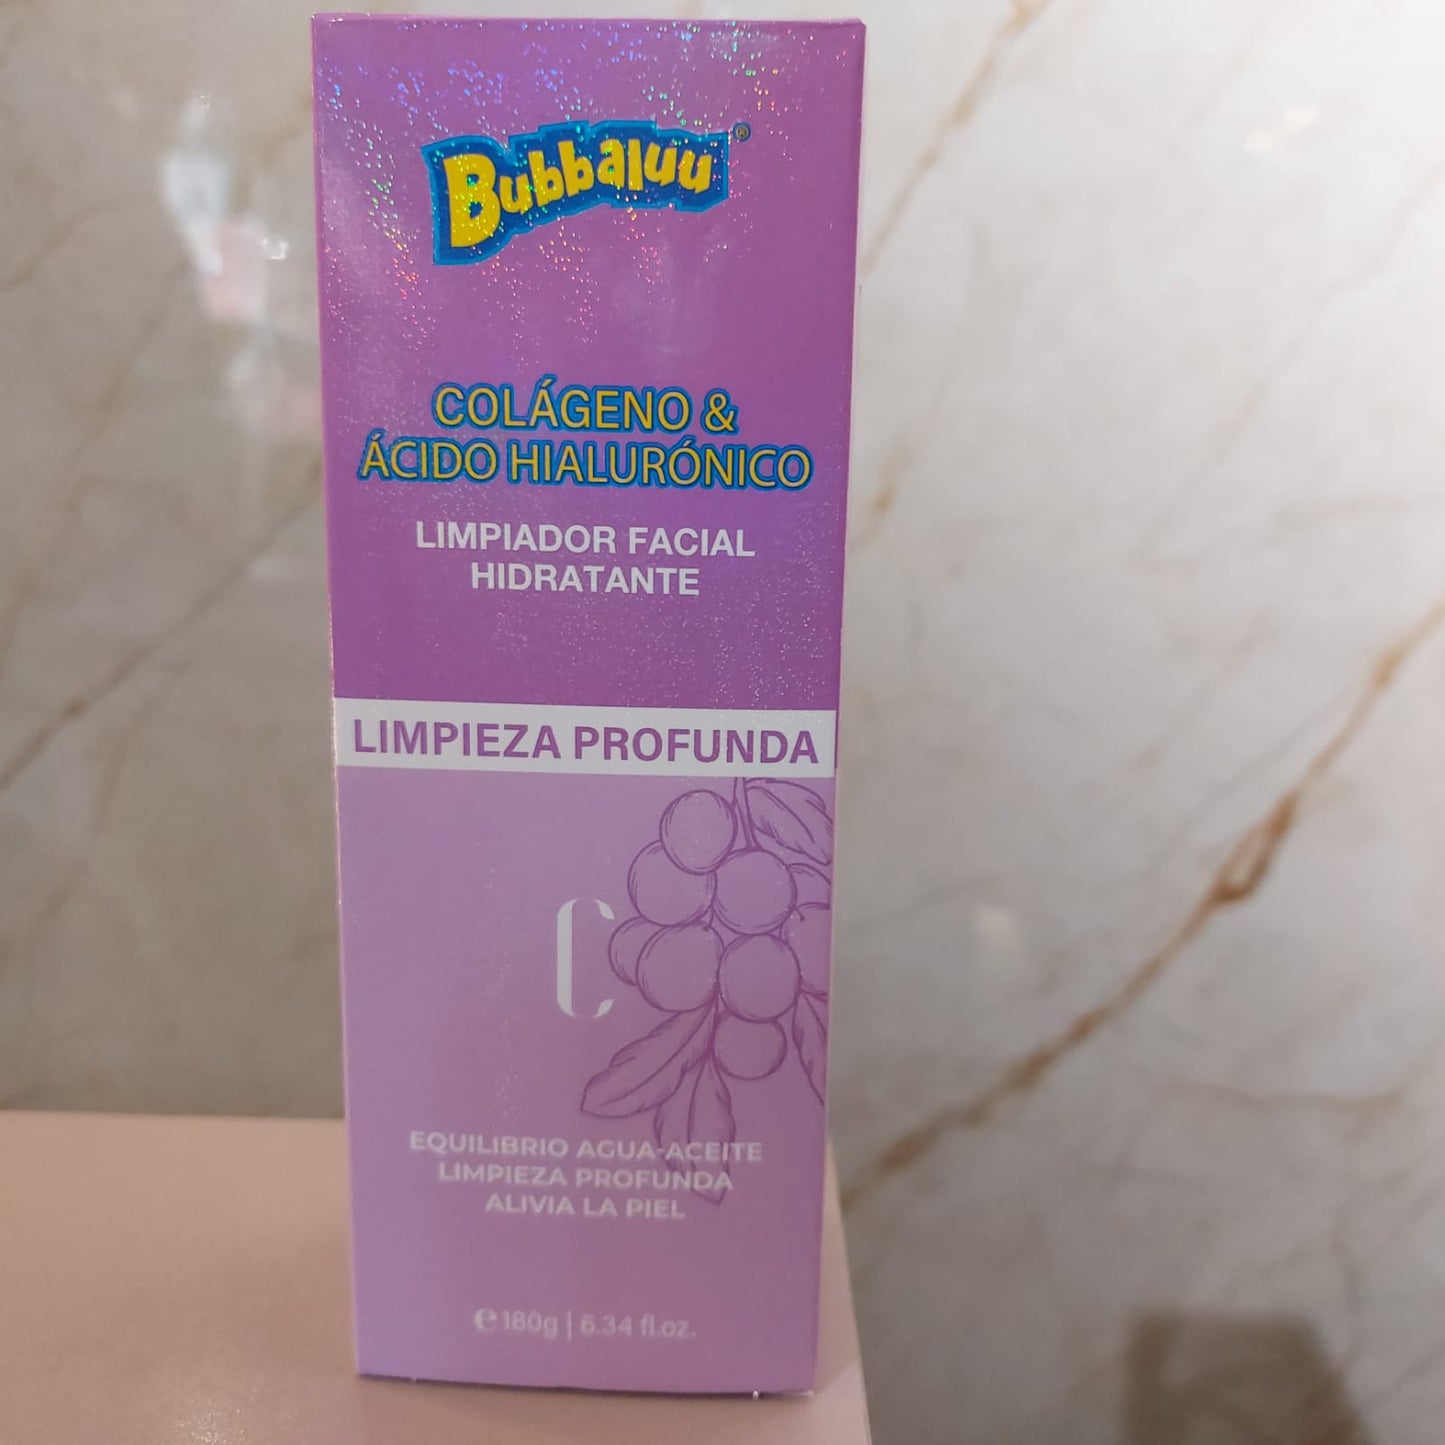 Bubbaluu®
COLÁGENO &
ÁCIDO HIALURÓNICO
LIMPIADOR FACIAL
HIDRATANTE
LIMPIEZA PROFUNDA
C
EQUILIBRIO AGUA-ACEITE
LIMPIEZA PROFUNDA
ALIVIA LA PIEL
℮180g | 6.34 fl.oz.